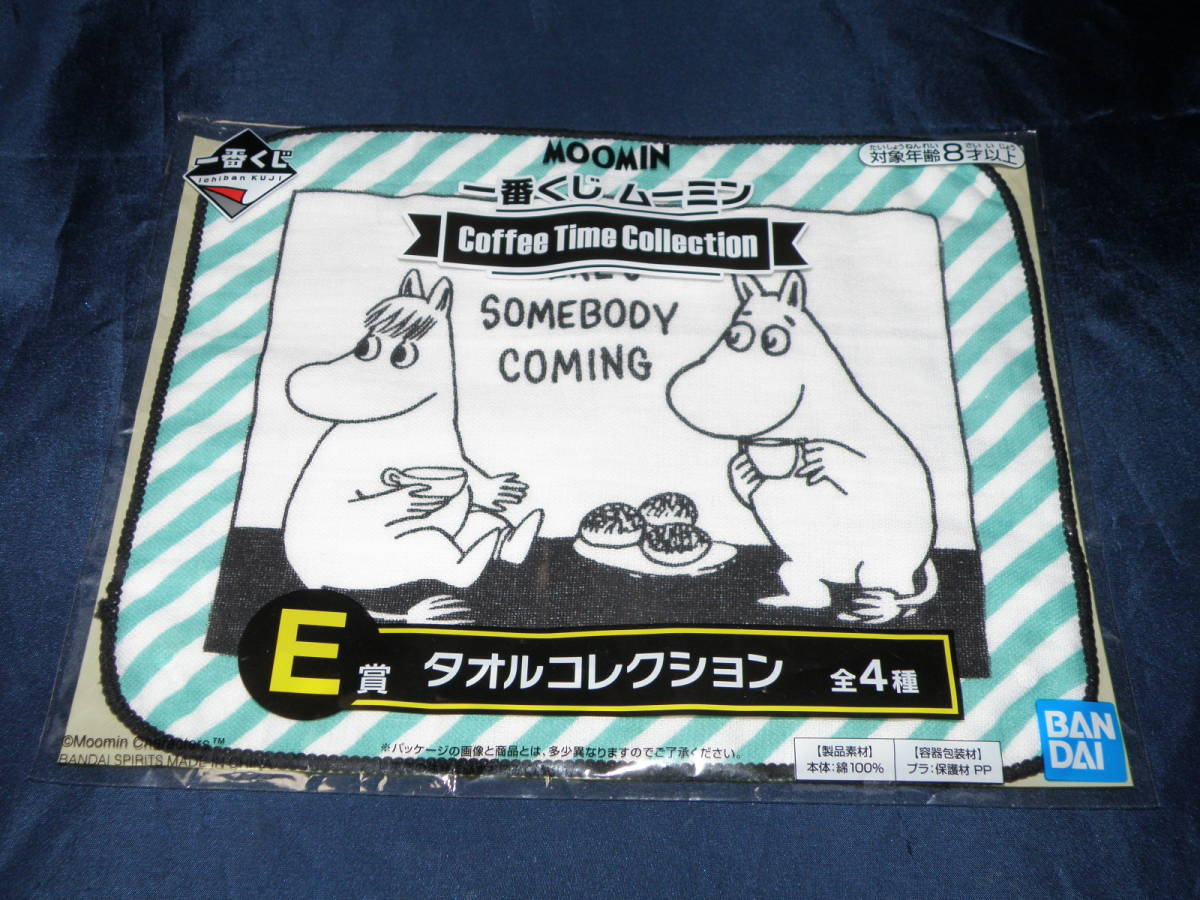 一番くじ
ichiban KUJI
MOOMIN
一番くじ ムーミン
Coffee Time Collection
たいしょうねんれい さいいじょう
対象年齢8才以上
SOMEBODY
COMING
E賞 タオルコレクション 全4種
©Moomin Characters™
BANDAI SPIRITS MADE IN
※パッケージの画像と商品とは、多少異なりますのでご了承ください。
【製品素材】
本体:綿100%
【容器包装材】
プラ:保護材 PP
BAN
DAI